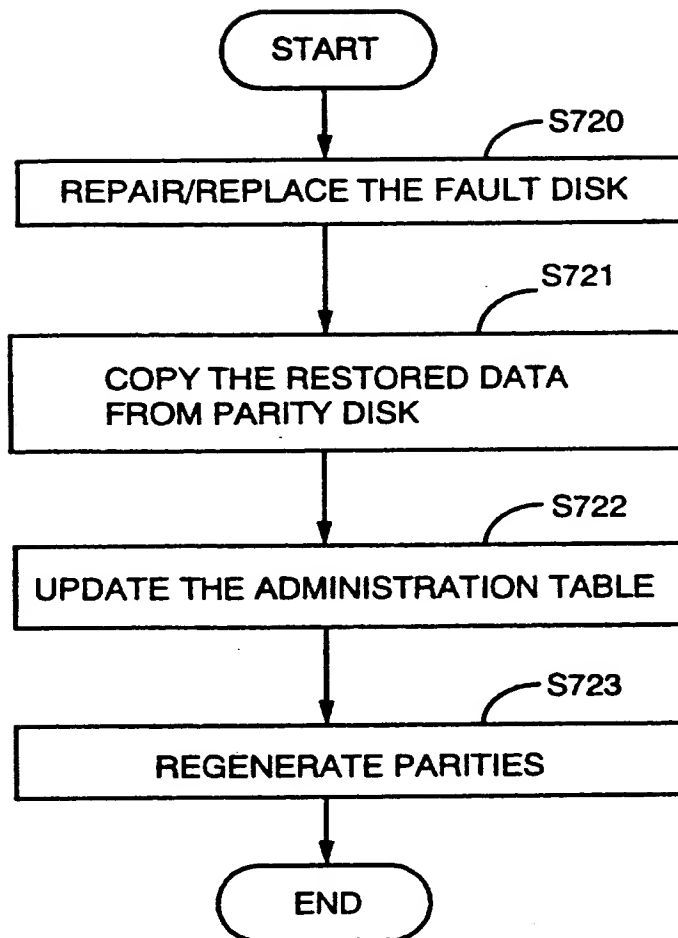 START
S720
REPAIR/REPLACE THE FAULT DISK
S721
COPY THE RESTORED DATA
FROM PARITY DISK
S722
UPDATE THE ADMINISTRATION TABLE
S723
REGENERATE PARITIES
END